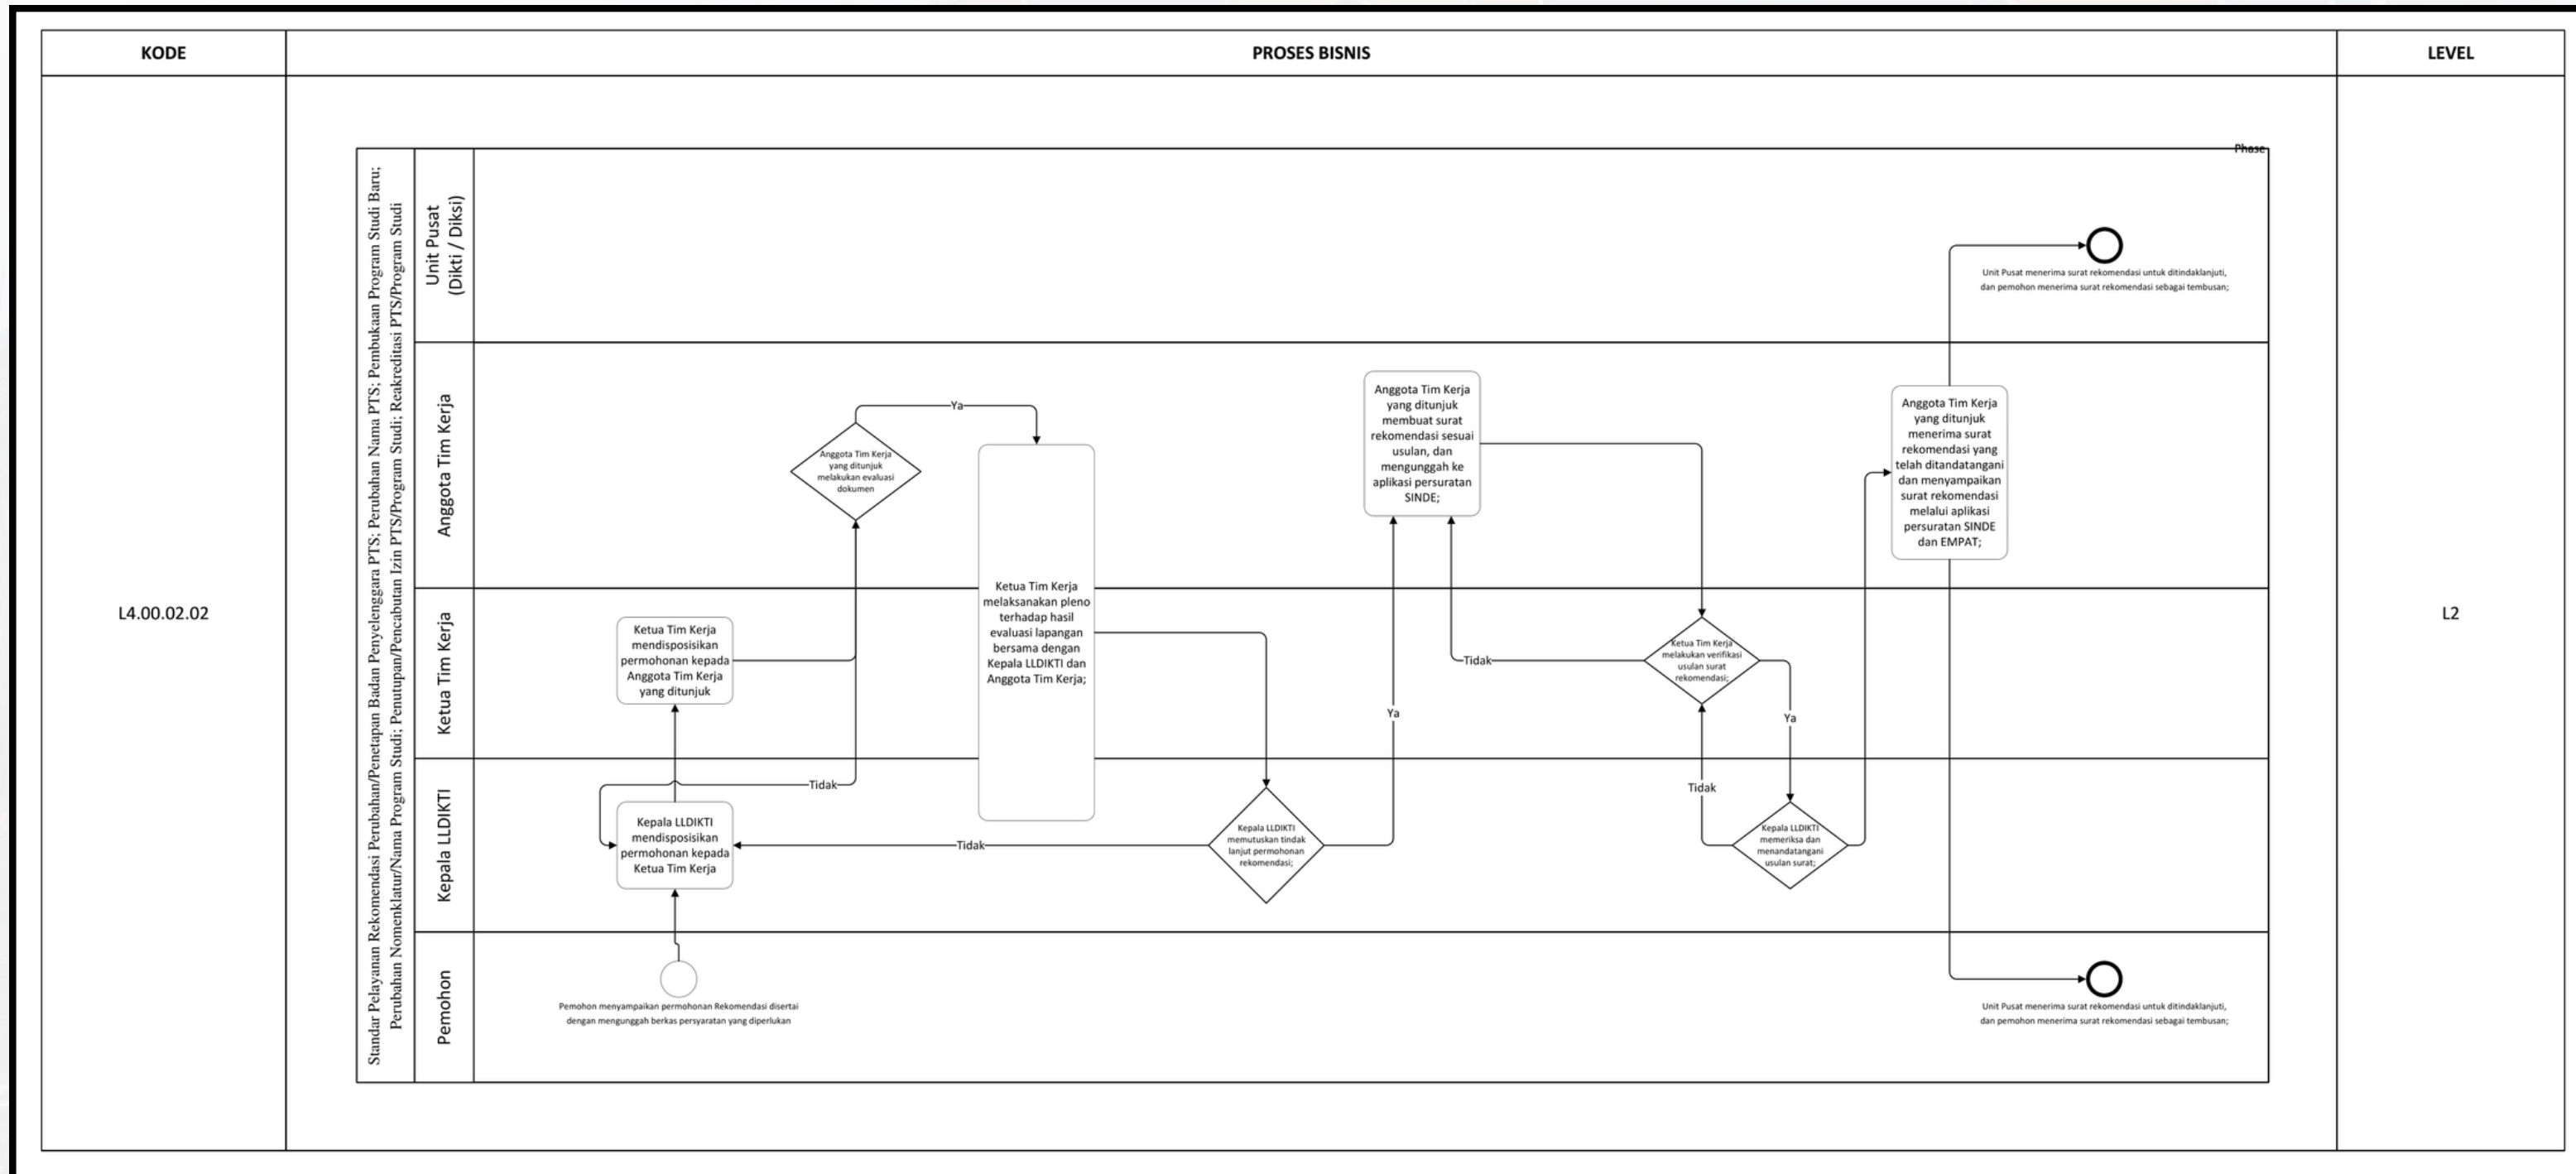 KODE
PROSES BISNIS
LEVEL
L4.00.02.02
L2
Phase
Standar Pelayanan Rekomendasi Perubahan/Penetapan Badan Penyelenggara PTS; Perubahan Nama PTS; Pembukaan Program Studi Baru;
Perubahan Nomenklatur/Nama Program Studi; Penutupan/Pencabutan Izin PTS/Program Studi; Reakreditasi PTS/Program Studi
Unit Pusat
(Dikti / Diksi)
Unit Pusat menerima surat rekomendasi untuk ditindaklanjuti,
dan pemohon menerima surat rekomendasi sebagai tembusan;
Anggota Tim Kerja
Anggota Tim Kerja
yang ditunjuk
melakukan evaluasi
dokumen
Ya
Anggota Tim Kerja
yang ditunjuk
membuat surat
rekomendasi sesuai
usulan, dan
mengunggah ke
aplikasi persuratan
SINDE;
Anggota Tim Kerja
yang ditunjuk
menerima surat
rekomendasi yang
telah ditandatangani
dan menyampaikan
surat rekomendasi
melalui aplikasi
persuratan SINDE
dan EMPAT;
Ketua Tim Kerja
Ketua Tim Kerja
mendisposisikan
permohonan kepada
Anggota Tim Kerja
yang ditunjuk
Ketua Tim Kerja
melaksanakan pleno
terhadap hasil
evaluasi lapangan
bersama dengan
Kepala LLDIKTI dan
Anggota Tim Kerja;
Ya
Tidak
Ketua Tim Kerja
melakukan verifikasi
usulan surat
rekomendasi;
Ya
Kepala LLDIKTI
Tidak
Kepala LLDIKTI
mendisposisikan
permohonan kepada
Ketua Tim Kerja
Tidak
Kepala LLDIKTI
memutuskan tindak
lanjut permohonan
rekomendasi;
Tidak
Kepala LLDIKTI
memeriksa dan
menandatangani
usulan surat;
Pemohon
Pemohon menyampaikan permohonan Rekomendasi disertai
dengan mengunggah berkas persyaratan yang diperlukan
Unit Pusat menerima surat rekomendasi untuk ditindaklanjuti,
dan pemohon menerima surat rekomendasi sebagai tembusan;